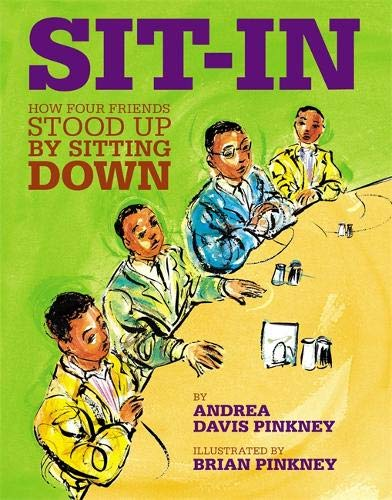 SIT-IN
HOW FOUR FRIENDS
STOOD UP
BY SITTING
DOWN
BY
ANDREA
DAVIS PINKNEY
ILLUSTRATED BY
BRIAN PINKNEY